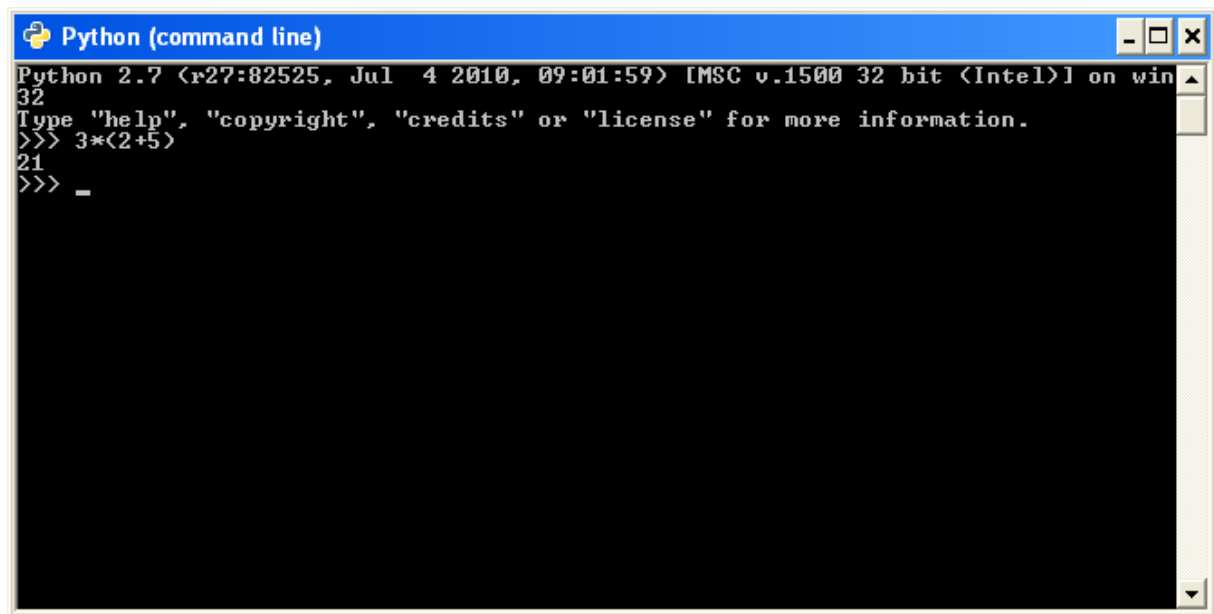 Python (command line)
Python 2.7 (r27:82525, Jul  4 2010, 09:01:59) [MSC v.1500 32 bit (Intel)] on win
32
Type "help", "copyright", "credits" or "license" for more information.
>>> 3*(2+5)
21
>>> _